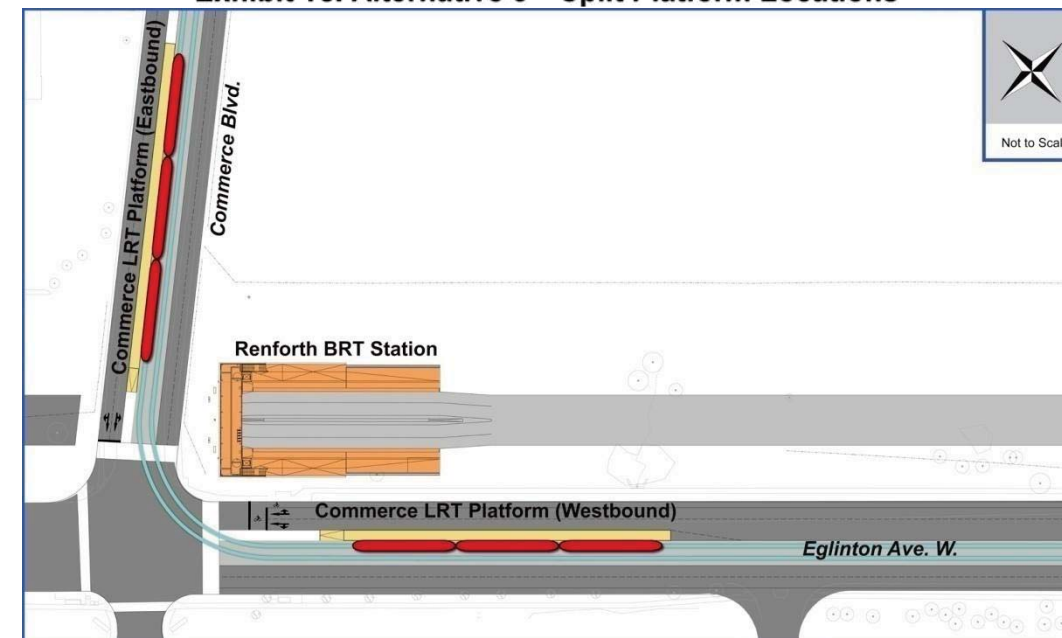 Commerce LRT Platform (Eastbound)
Commerce Blvd.
Not to Scal
Renforth BRT Station
Commerce LRT Platform (Westbound)
Eglinton Ave. W.